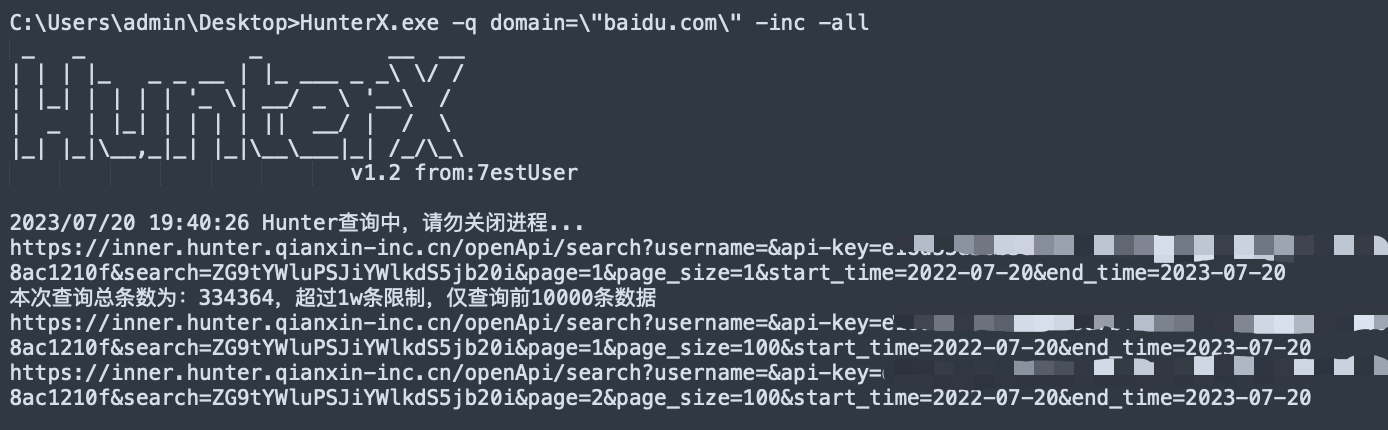 C:\Users\admin\Desktop>HunterX.exe -q domain=\"baidu.com\" -inc -all
HunterX
v1.2 from:7estUser
2023/07/20 19:40:26 Hunter查询中，请勿关闭进程...
https://inner.hunter.qianxin-inc.cn/openApi/search?username=&api-key=
8ac1210f&search=ZG9tYWluPSJiYWlkdS5jb20i&page=1&page_size=1&start_time=2022-07-20&end_time=2023-07-20
本次查询总条数为：334364，超过1w条限制，仅查询前10000条数据
https://inner.hunter.qianxin-inc.cn/openApi/search?username=&api-key=
8ac1210f&search=ZG9tYWluPSJiYWlkdS5jb20i&page=1&page_size=100&start_time=2022-07-20&end_time=2023-07-20
https://inner.hunter.qianxin-inc.cn/openApi/search?username=&api-key=
8ac1210f&search=ZG9tYWluPSJiYWlkdS5jb20i&page=2&page_size=100&start_time=2022-07-20&end_time=2023-07-20